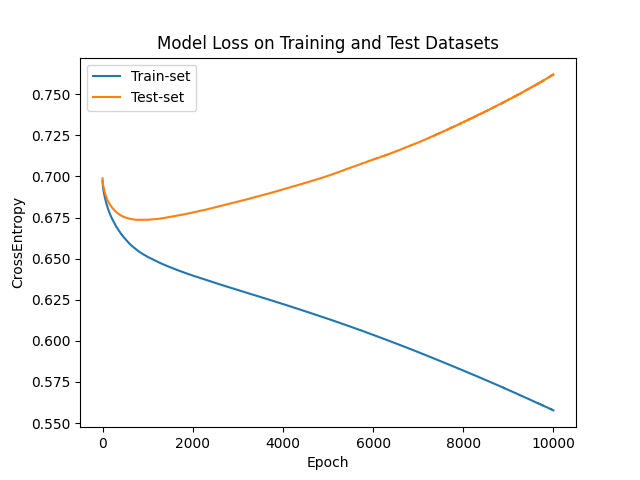 Model Loss on Training and Test Datasets
Train-set
Test-set
CrossEntropy
0.750
0.725
0.700
0.675
0.650
0.625
0.600
0.575
0.550
0 2000 4000 6000 8000 10000
Epoch